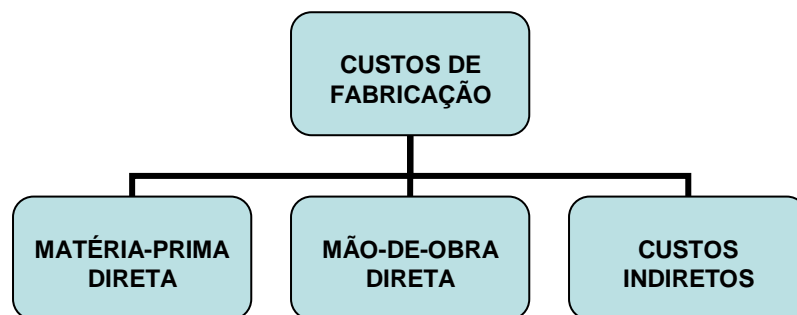 CUSTOS DE
FABRICAÇÃO
MATÉRIA-PRIMA
DIRETA
MÃO-DE-OBRA
DIRETA
CUSTOS
INDIRETOS